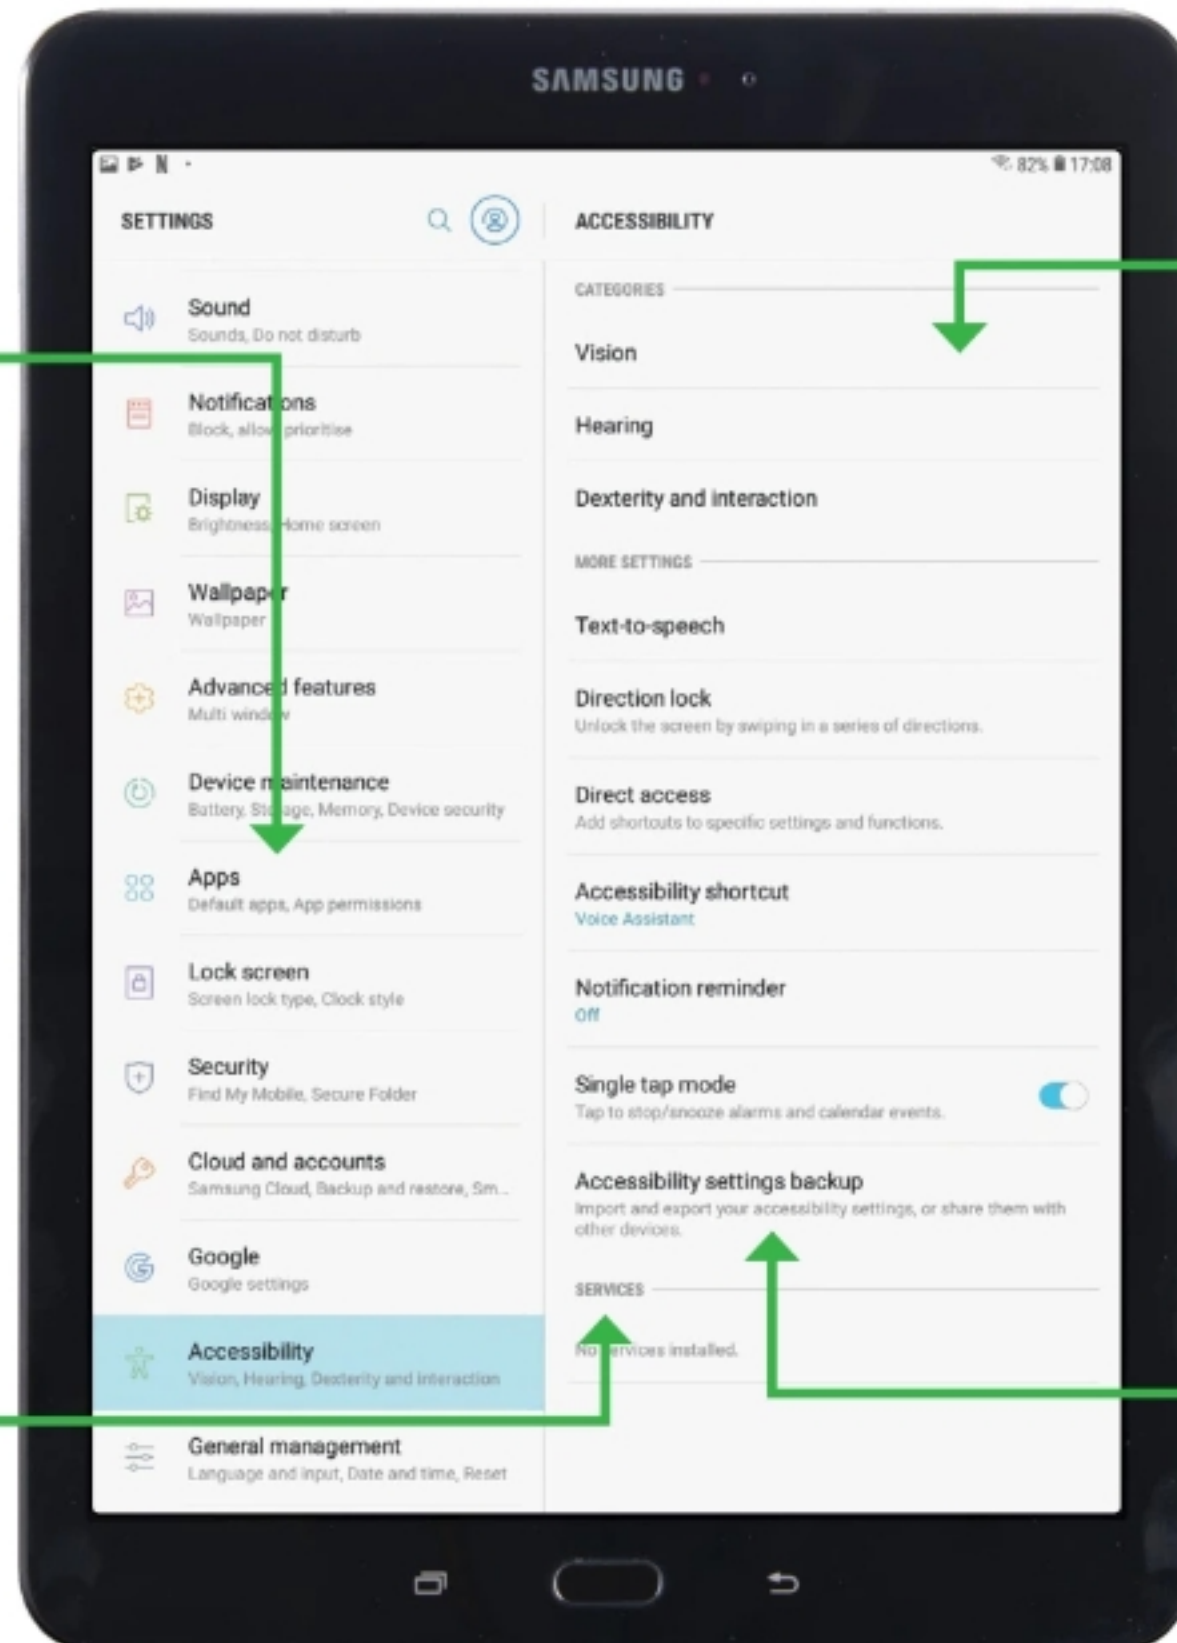 SAMSUNG
82% 17:08
SETTINGS
Sound
Sounds, Do not disturb
Notifications
Block, allow, prioritise
Display
Brightness, Home screen
Wallpaper
Wallpaper
Advanced features
Multi window
Device maintenance
Battery, Storage, Memory, Device security
Apps
Default apps, App permissions
Lock screen
Screen lock type, Clock style
Security
Find My Mobile, Secure Folder
Cloud and accounts
Samsung Cloud, Backup and restore, Sm...
Google
Google settings
Accessibility
Vision, Hearing, Dexterity and interaction
General management
Language and input, Date and time, Reset
ACCESSIBILITY
CATEGORIES
Vision
Hearing
Dexterity and interaction
MORE SETTINGS
Text-to-speech
Direction lock
Unlock the screen by swiping in a series of directions.
Direct access
Add shortcuts to specific settings and functions.
Accessibility shortcut
Voice Assistant
Notification reminder
Off
Single tap mode
Tap to stop/snooze alarms and calendar events.
Accessibility settings backup
Import and export your accessibility settings, or share them with
other devices.
SERVICES
No services installed.